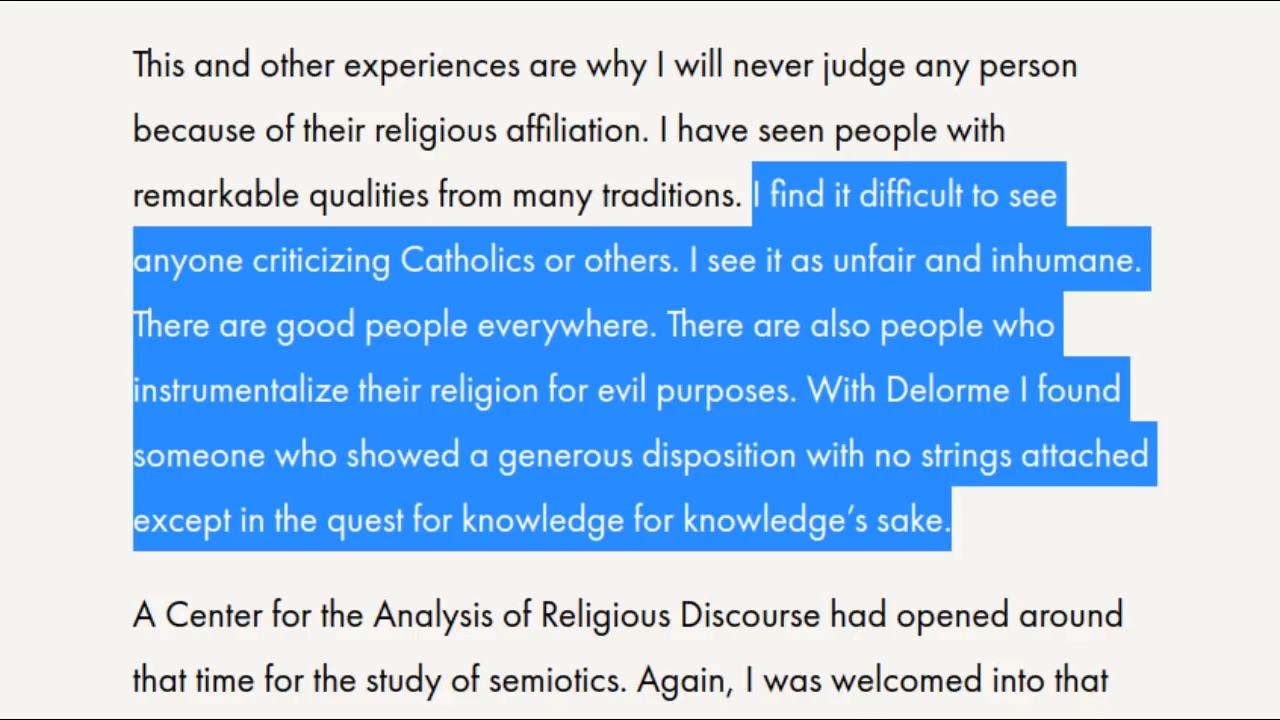 This and other experiences are why I will never judge any person
because of their religious affiliation. I have seen people with
remarkable qualities from many traditions. I find it difficult to see
anyone criticizing Catholics or others. I see it as unfair and inhumane.
There are good people everywhere. There are also people who
instrumentalize their religion for evil purposes. With Delorme I found
someone who showed a generous disposition with no strings attached
except in the quest for knowledge for knowledge’s sake.
A Center for the Analysis of Religious Discourse had opened around
that time for the study of semiotics. Again, I was welcomed into that